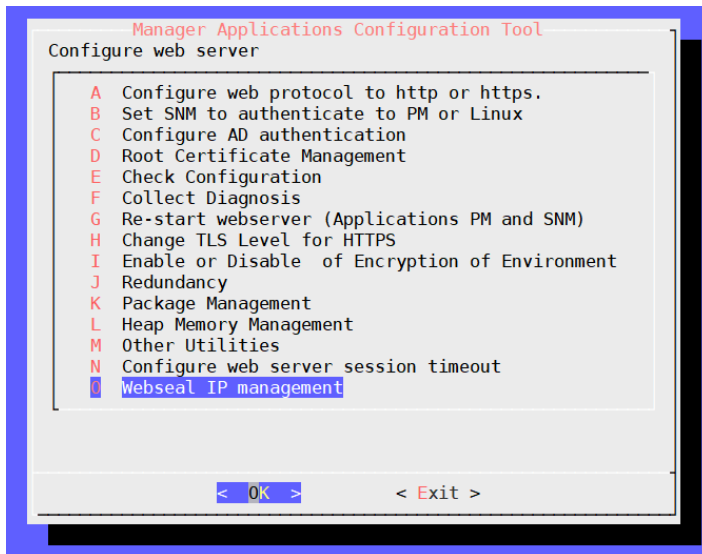 Manager Applications Configuration Tool
Configure web server
A Configure web protocol to http or https.
B Set SNM to authenticate to PM or Linux
C Configure AD authentication
D Root Certificate Management
E Check Configuration
F Collect Diagnosis
G Re-start webserver (Applications PM and SNM)
H Change TLS Level for HTTPS
I Enable or Disable  of Encryption of Environment
J Redundancy
K Package Management
L Heap Memory Management
M Other Utilities
N Configure web server session timeout
O Webseal IP management
< OK > < Exit >